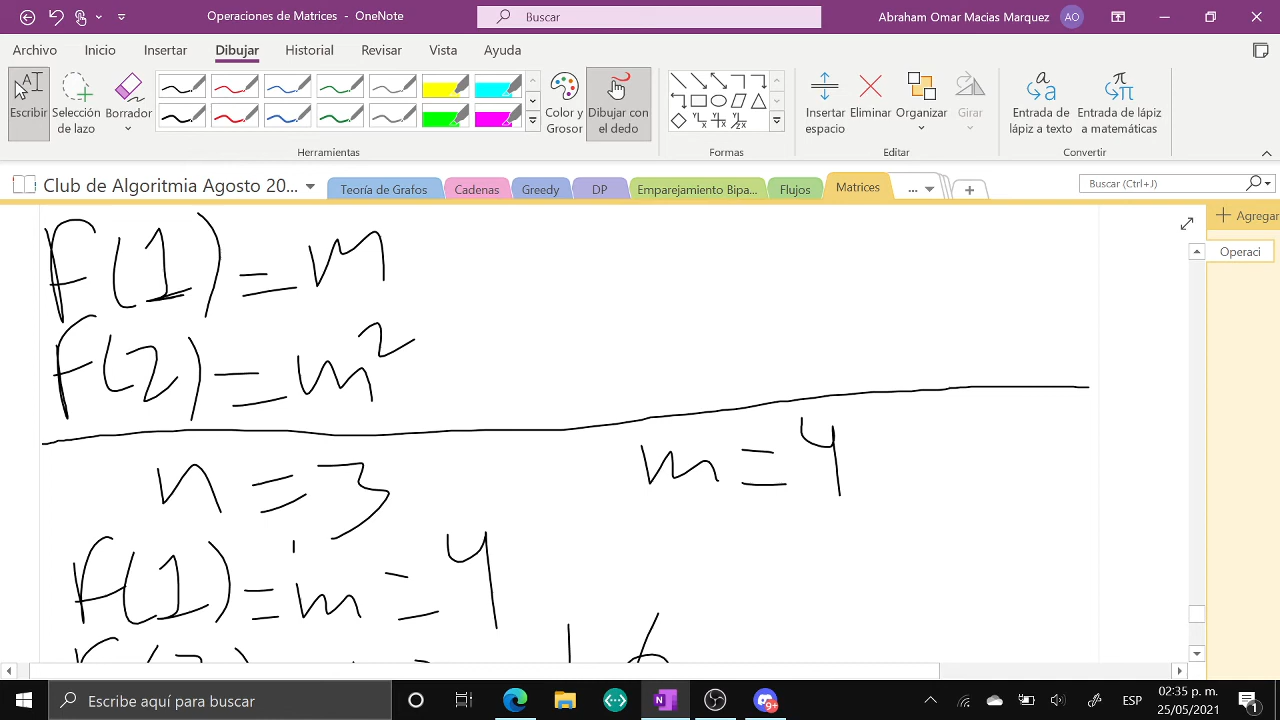 Operaciones de Matrices - OneNote
Buscar
Abraham Omar Macias Marquez AO
Archivo Inicio Insertar Dibujar Historial Revisar Vista Ayuda
Escribir
Selección de lazo
Borrador
Color y Grosor
Dibujar con el dedo
Insertar espacio
Eliminar
Organizar
Girar
Entrada de lápiz a texto
Entrada de lápiz a matemáticas
Herramientas Formas Editar Convertir
Club de Algoritmia Agosto 20...
Teoría de Grafos Cadenas Greedy DP Emparejamiento Bipa... Flujos Matrices ...
Buscar (Ctrl+J)
Agregar
Operaci
F(1) = m
F(2) = m²
n = 3
m = 4
F(1) = m = 4
16
Escribe aquí para buscar
9+
ESP
02:35 p. m.
25/05/2021
1